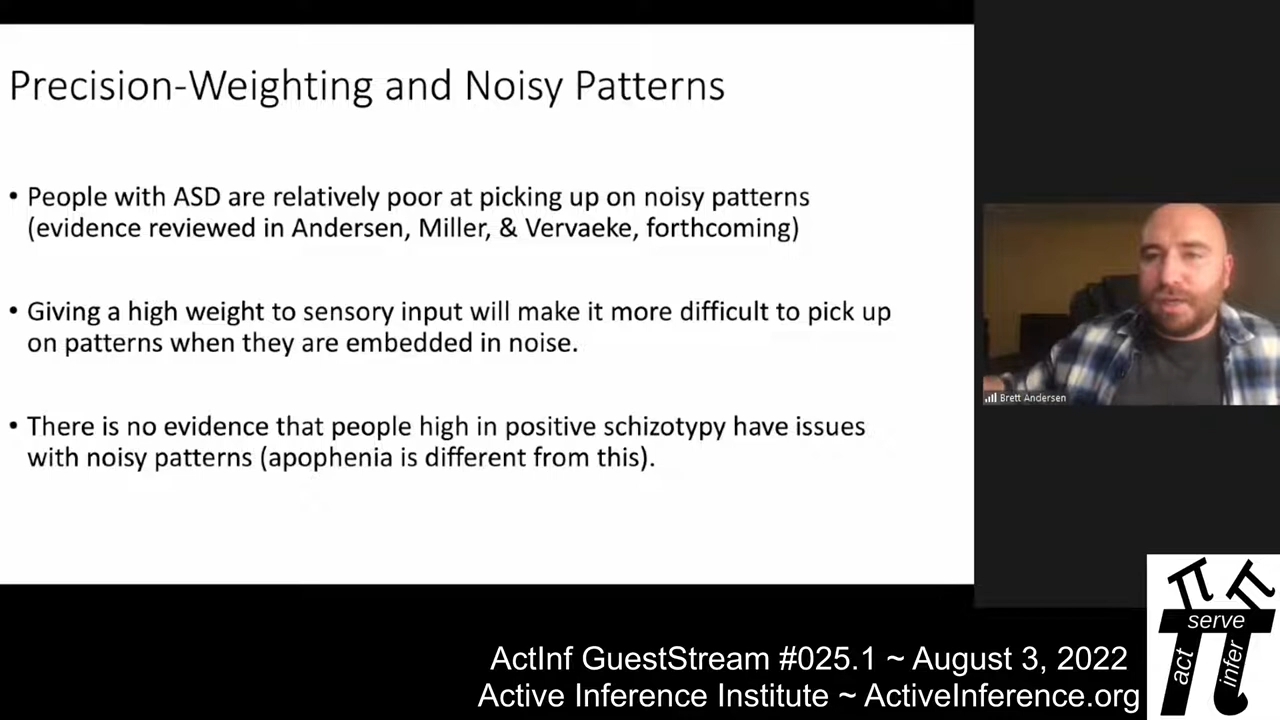 Precision-Weighting and Noisy Patterns
• People with ASD are relatively poor at picking up on noisy patterns
(evidence reviewed in Andersen, Miller, & Vervaeke, forthcoming)
• Giving a high weight to sensory input will make it more difficult to pick up
on patterns when they are embedded in noise.
• There is no evidence that people high in positive schizotypy have issues
with noisy patterns (apophenia is different from this).
Brett Andersen
ActInf GuestStream #025.1 ~ August 3, 2022
Active Inference Institute ~ ActiveInference.org
π π
serve
act
infer